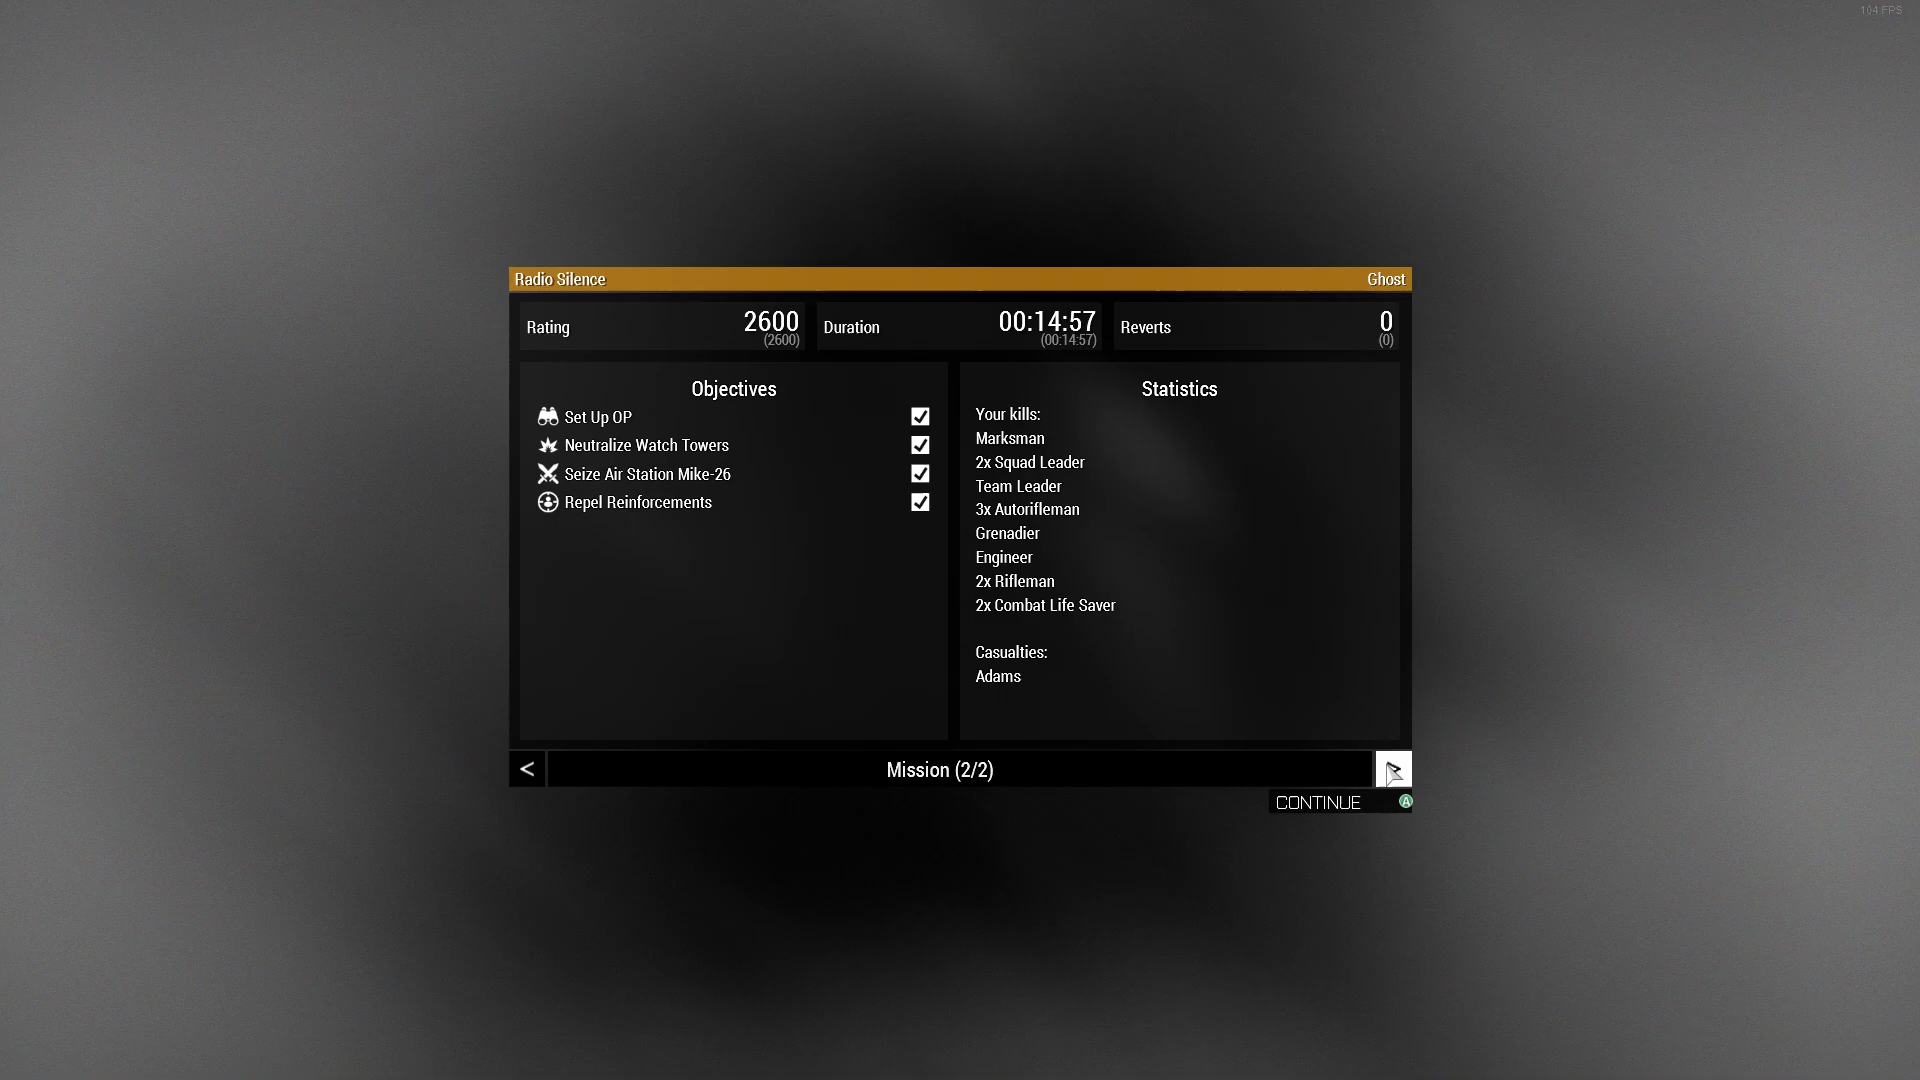 104 FPS
Radio Silence
Ghost
Rating
2600
(2600)
Duration
00:14:57
(00:14:57)
Reverts
0
(0)
Objectives
Set Up OP
Neutralize Watch Towers
Seize Air Station Mike-26
Repel Reinforcements
Statistics
Your kills:
Marksman
2x Squad Leader
Team Leader
3x Autorifleman
Grenadier
Engineer
2x Rifleman
2x Combat Life Saver
Casualties:
Adams
<
Mission (2/2)
>
CONTINUE
A